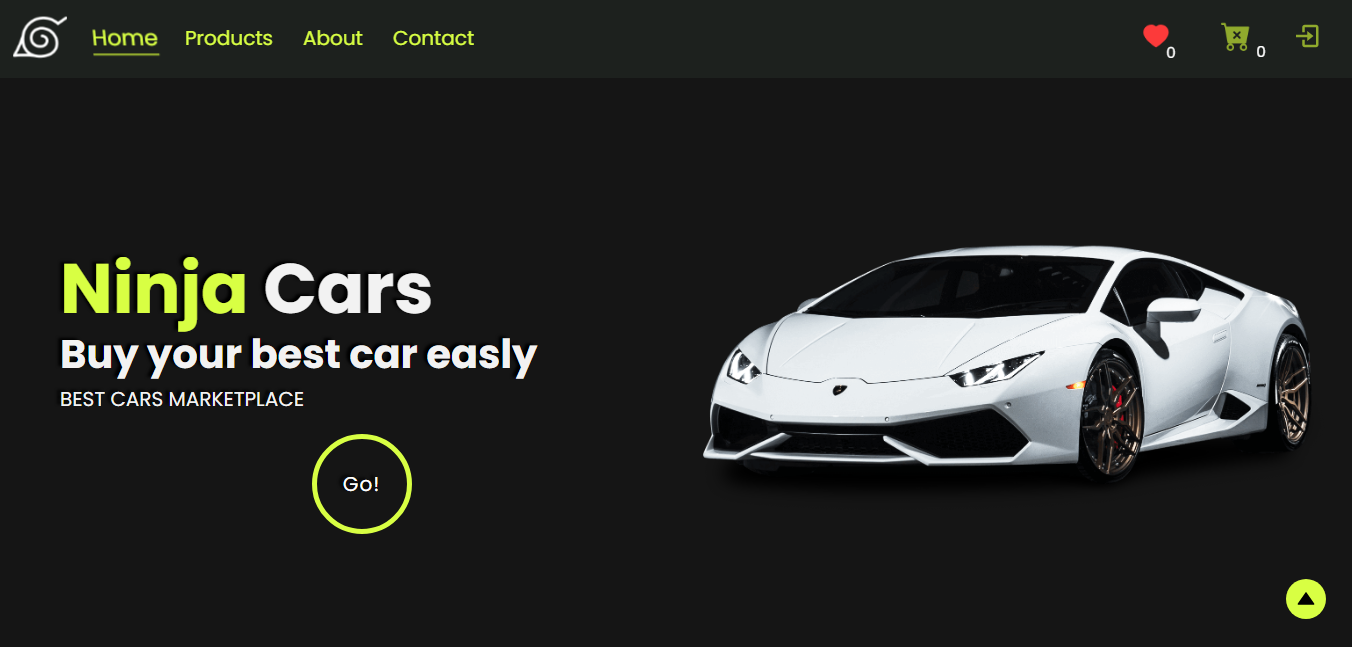 Home Products About Contact
0 0
Ninja Cars
Buy your best car easly
BEST CARS MARKETPLACE
Go!